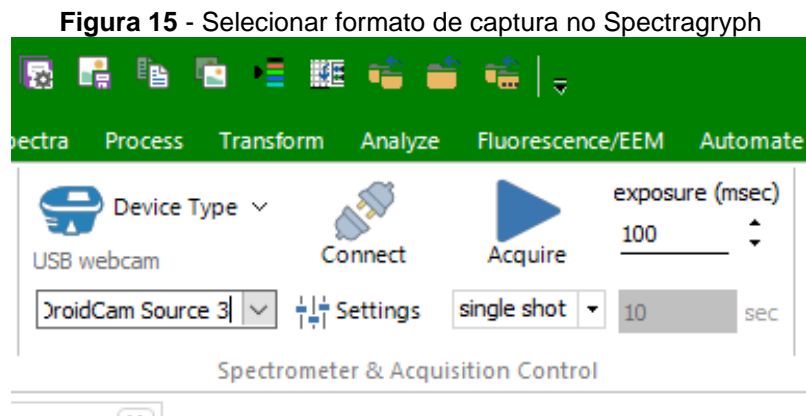 Figura 15 - Selecionar formato de captura no Spectragryph
Process Transform Analyze Fluorescence/EEM Automate
Device Type
exposure (msec)
100
USB webcam
Connect
Acquire
DroidCam Source 3
Settings
single shot
10
sec
Spectrometer & Acquisition Control